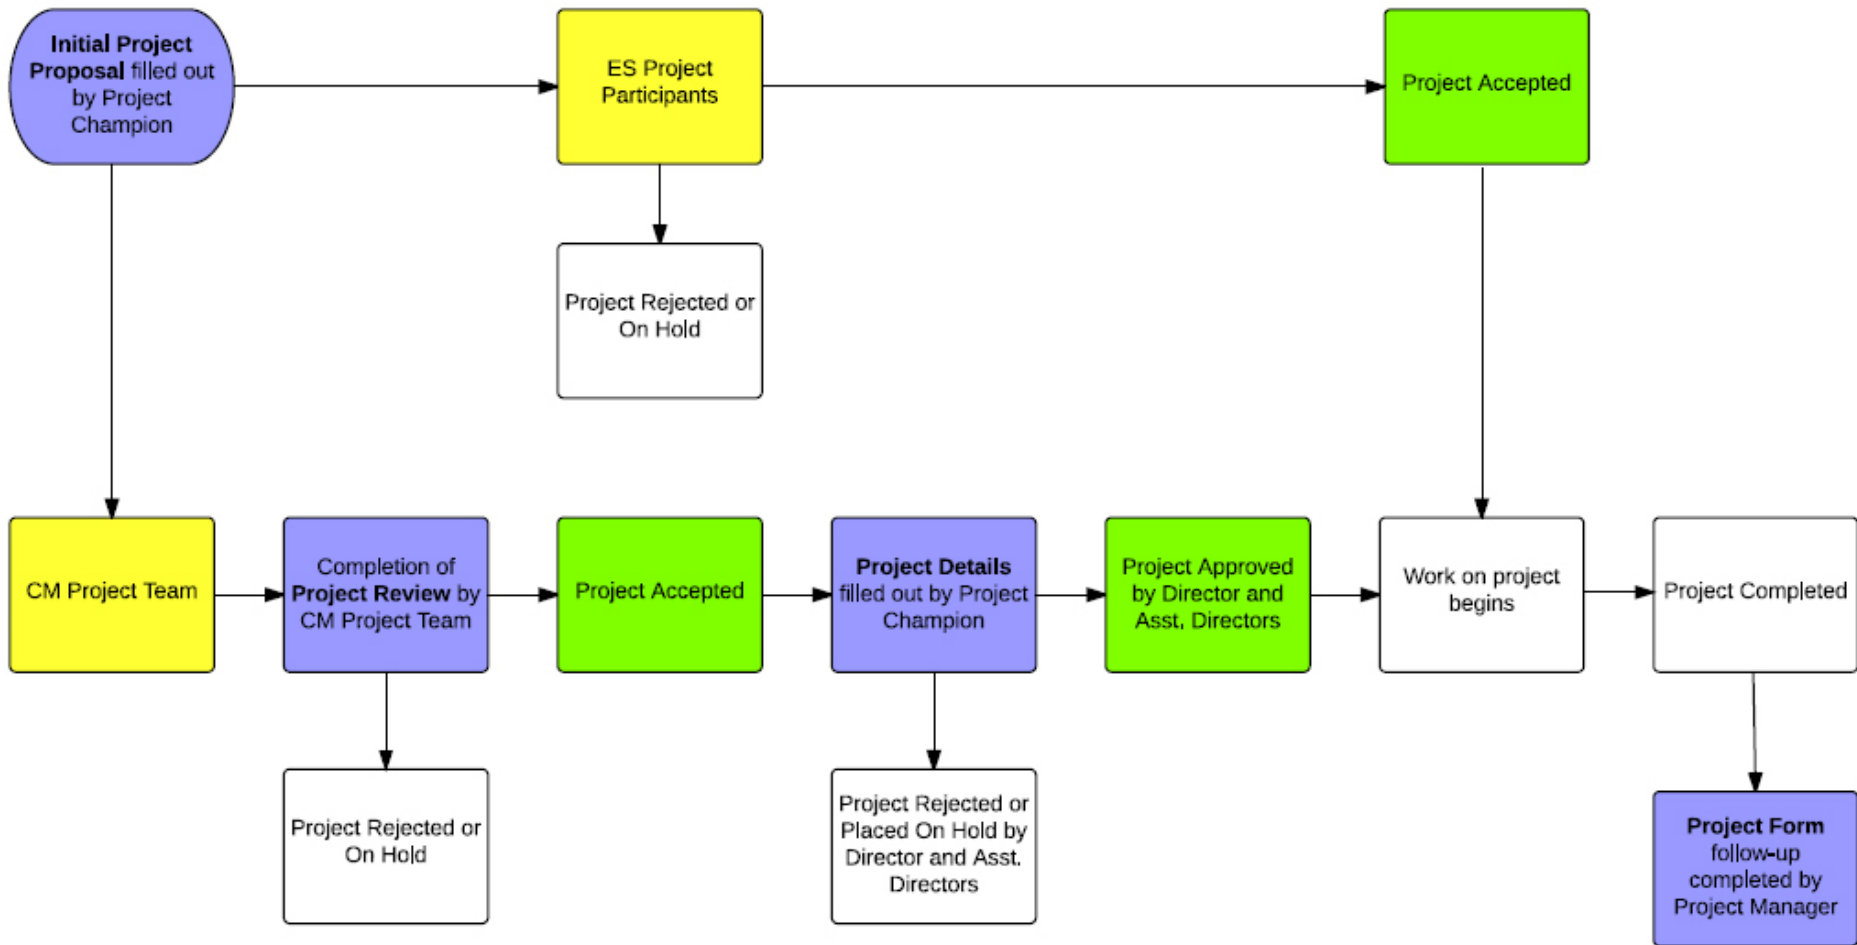 Initial Project
Proposal filled out
by Project
Champion
ES Project
Participants
Project Accepted
Project Rejected or
On Hold
CM Project Team
Completion of
Project Review by
CM Project Team
Project Accepted
Project Details
filled out by Project
Champion
Project Approved
by Director and
Asst. Directors
Work on project
begins
Project Completed
Project Rejected or
On Hold
Project Rejected or
Placed On Hold by
Director and Asst.
Directors
Project Form
follow-up
completed by
Project Manager